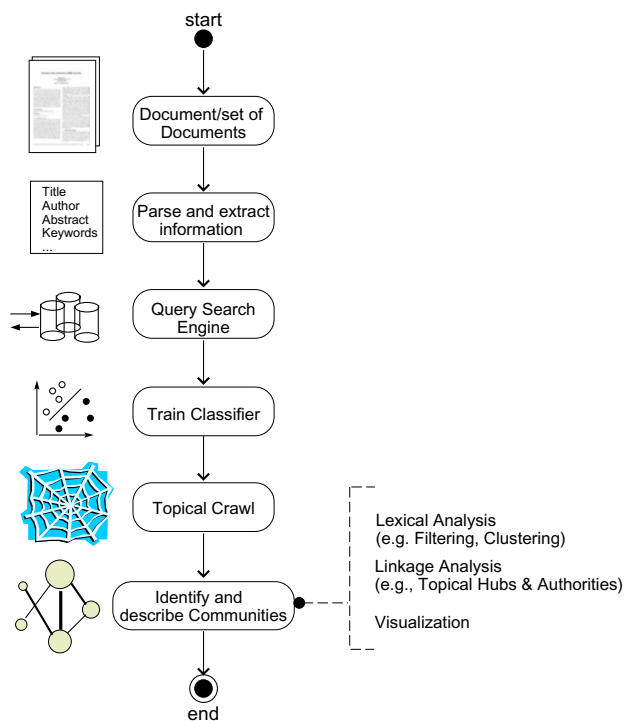 start
Document/set of
Documents
Title
Author
Abstract
Keywords
...
Parse and extract
information
Query Search
Engine
Train Classifier
Topical Crawl
Identify and
describe Communities
Lexical Analysis
(e.g. Filtering, Clustering)
Linkage Analysis
(e.g., Topical Hubs & Authorities)
Visualization
end